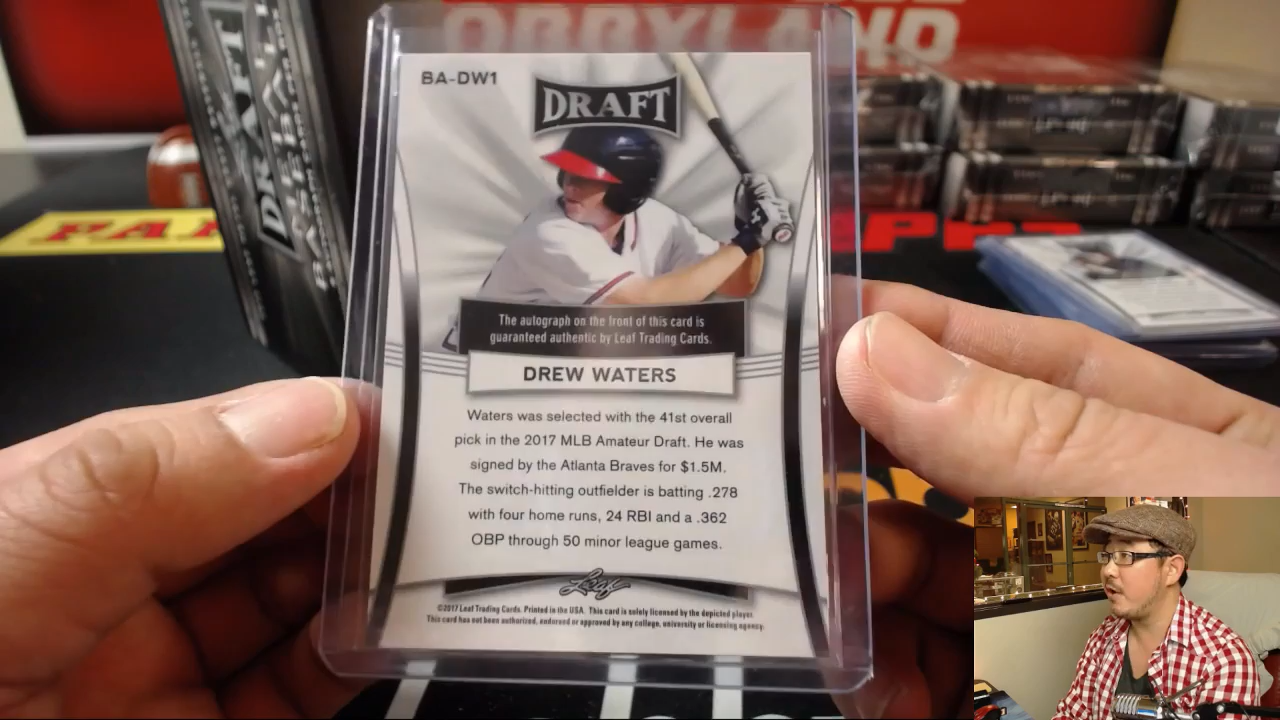 BA-DW1
DRAFT
The autograph on the front of this card is
guaranteed authentic by Leaf Trading Cards.
DREW WATERS
Waters was selected with the 41st overall
pick in the 2017 MLB Amateur Draft. He was
signed by the Atlanta Braves for $1.5M.
The switch-hitting outfielder is batting .278
with four home runs, 24 RBI and a .362
OBP through 50 minor league games.
Leaf
©2017 Leaf Trading Cards. Printed in the USA. This card is solely licensed by the depicted player.
This card has not been authorized, endorsed or approved by any college, university or licensing agency.
DRAFT
BASEBALL